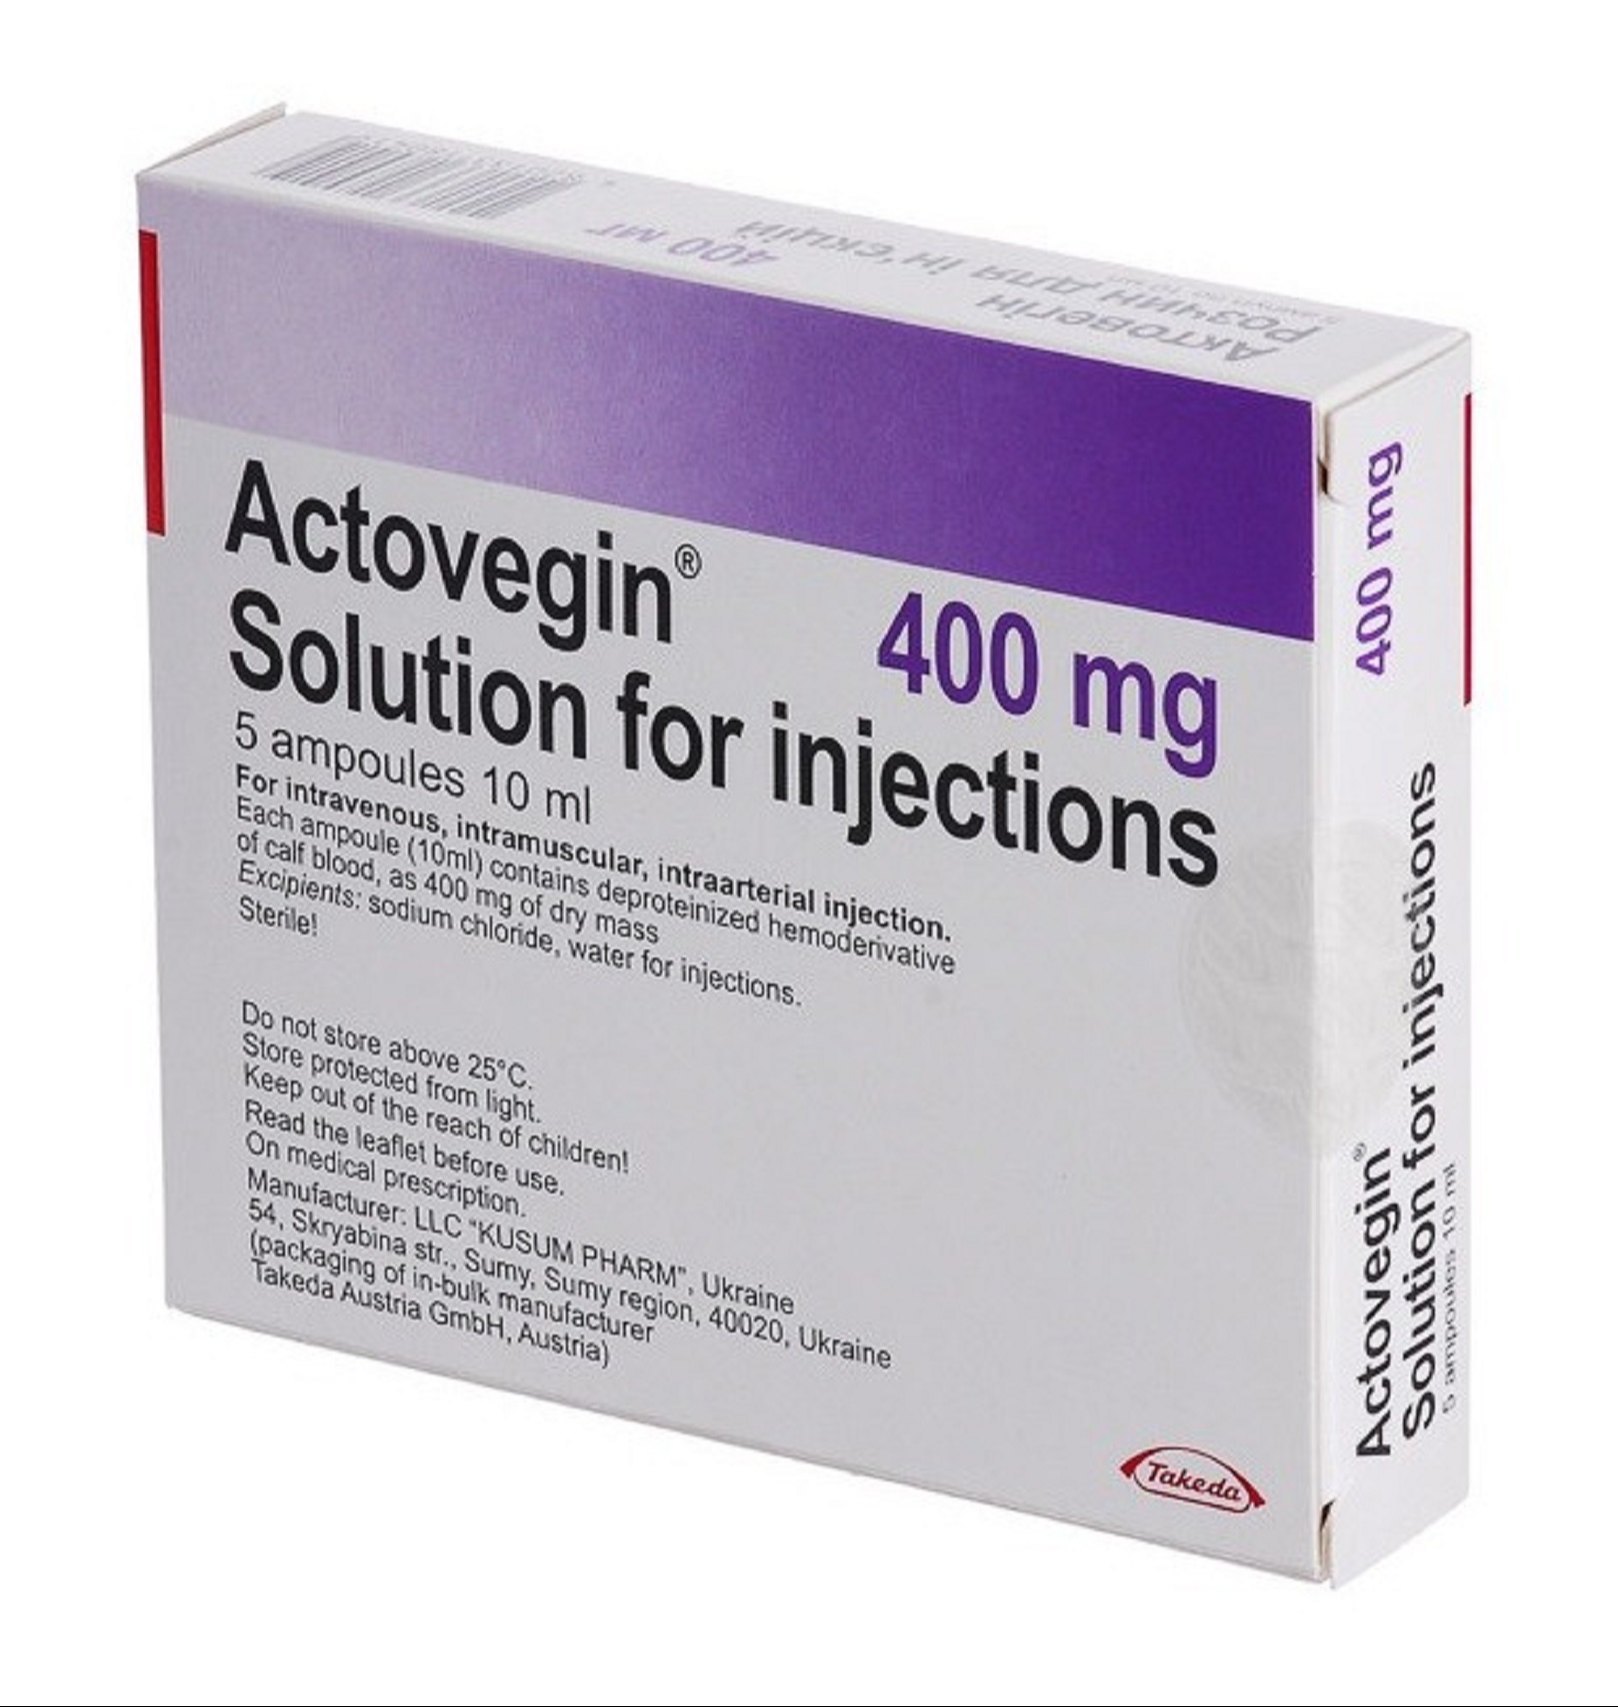 400 мг
Актовегін
Розчин для ін'єкцій
Actovegin®
400 mg
Solution for injections
5 ampoules 10 ml
For intravenous, intramuscular, intraarterial injection.
Each ampoule (10ml) contains deproteinized hemoderivative
of calf blood, as 400 mg of dry mass
Excipients: sodium chloride, water for injections.
Sterile!
Do not store above 25°C.
Store protected from light.
Keep out of the reach of children!
Read the leaflet before use.
On medical prescription.
Manufacturer: LLC "KUSUM PHARM", Ukraine
54, Skryabina str., Sumy, Sumy region, 40020, Ukraine
(packaging of in-bulk manufacturer
Takeda Austria GmbH, Austria)
Takeda
400 mg
Actovegin®
Solution for injections
5 ampoules 10 ml